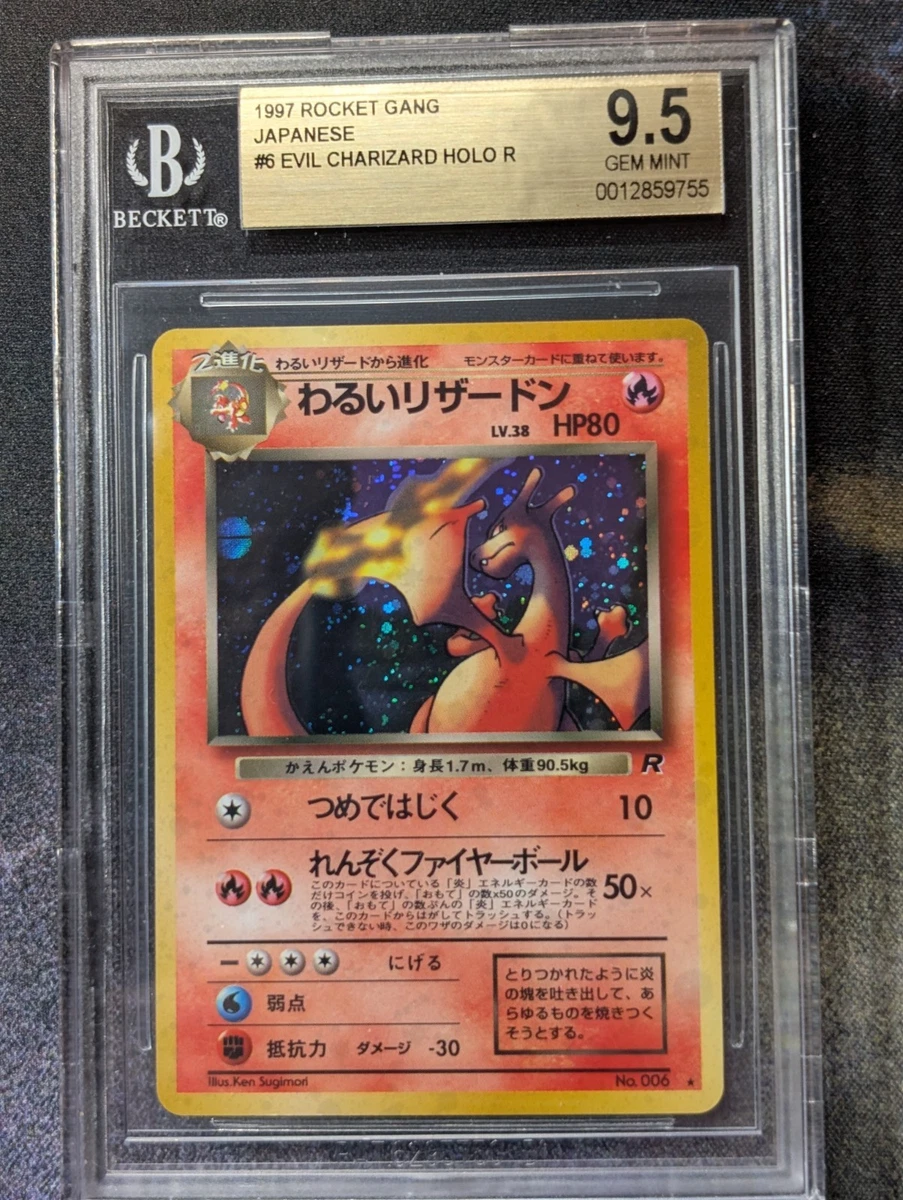 1997 ROCKET GANG
JAPANESE
#6 EVIL CHARIZARD HOLO R
9.5
GEM MINT
0012859755
B
BECKETT®
2進化
わるいリザードから進化
モンスターカードに重ねて使います。
わるいリザードン
LV.38 HP80
かえんポケモン:身長1.7m、体重90.5kg
R
つめではじく 10
れんぞくファイヤーボール
このカードについている「炎」エネルギーカードの数
だけコインを投げ、「おもて」の数x50のダメージ。そ
の後、「おもて」の数ぶんの「炎」エネルギーカード
を、このカードからはがしてトラッシュする。(トラッ
シュできない時、このワザのダメージは0になる)
50×
− にげる
弱点
抵抗力 ダメージ -30
とりつかれたように炎
の塊を吐き出して、あ
らゆるものを焼きつく
そうとする。
Illus.Ken Sugimori
No.006 ★